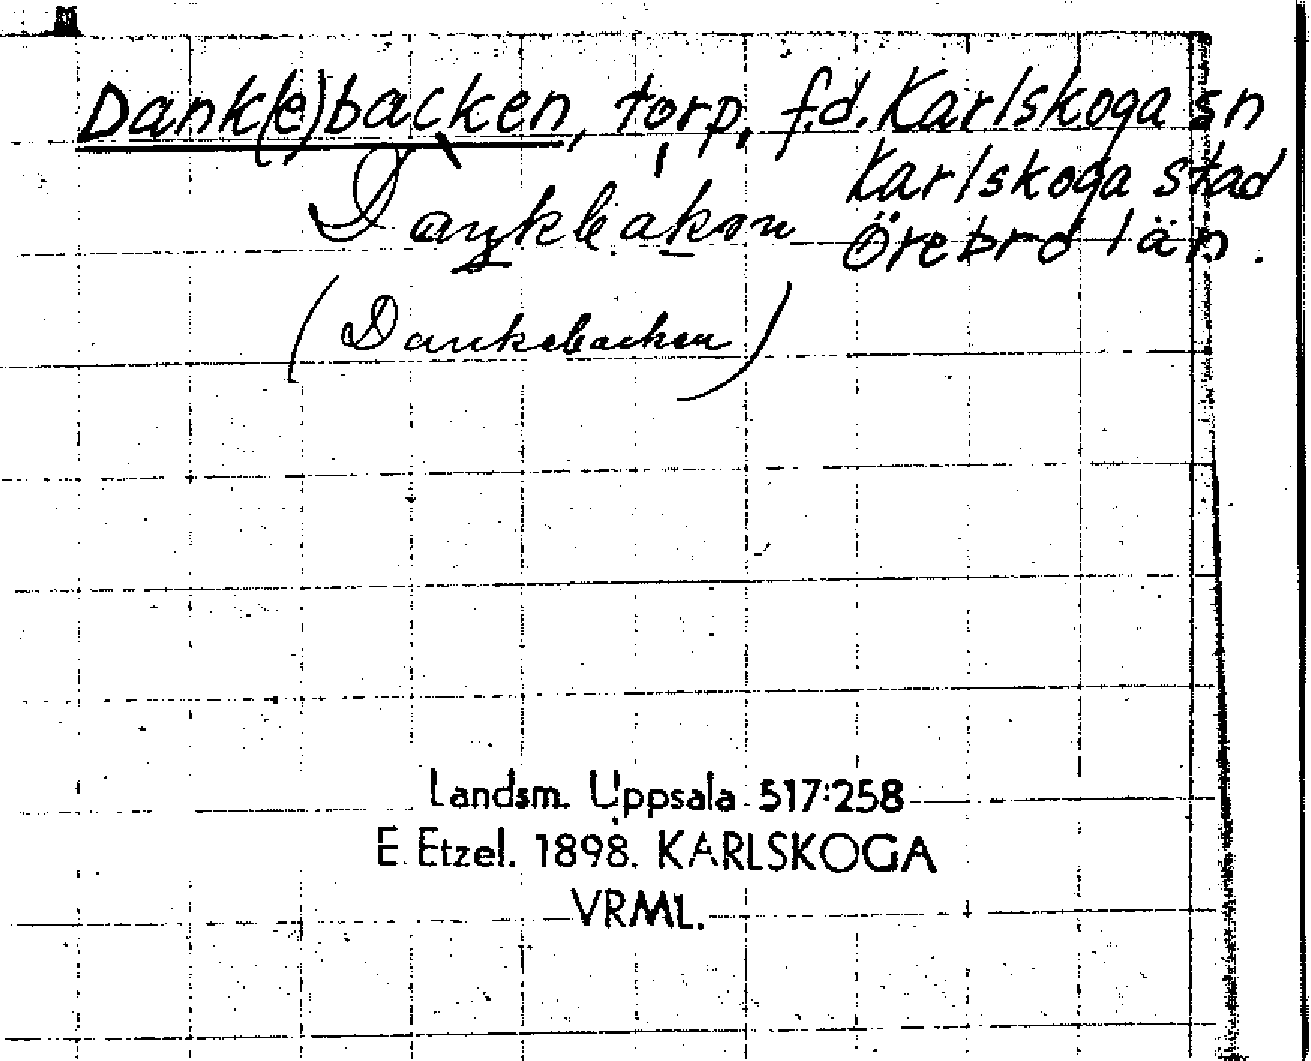 Dank(e)backen, torp, f.d. Karlskoga sn
Karlskoga stad
Örebro län.
(Dankebacken)
Landsm. Uppsala 517:258
E. Etzel. 1898. KARLSKOGA
VRML.